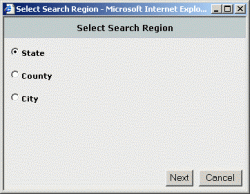 Select Search Region - Microsoft Internet Explo...
Select Search Region
State
County
City
Next Cancel